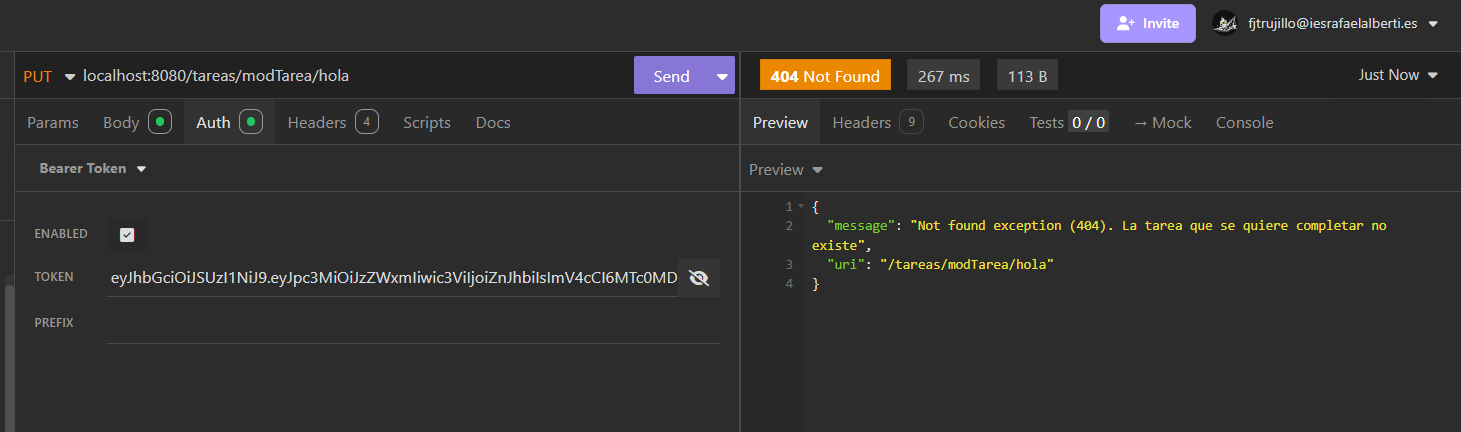 Invite
fjtrujillo@iesrafaelalberti.es
PUT localhost:8080/tareas/modTarea/hola Send
404 Not Found 267 ms 113 B Just Now
Params Body Auth Headers 4 Scripts Docs
Preview Headers 9 Cookies Tests 0 / 0 → Mock Console
Bearer Token
Preview
ENABLED
TOKEN eyJhbGciOiJSUzI1NiJ9.eyJpc3MiOiJzZWxmIiwic3ViIjoiZnJhbiIsImV4cCI6MTc0MD
PREFIX
1 {
2 "message": "Not found exception (404). La tarea que se quiere completar no
existe",
3 "uri": "/tareas/modTarea/hola"
4 }